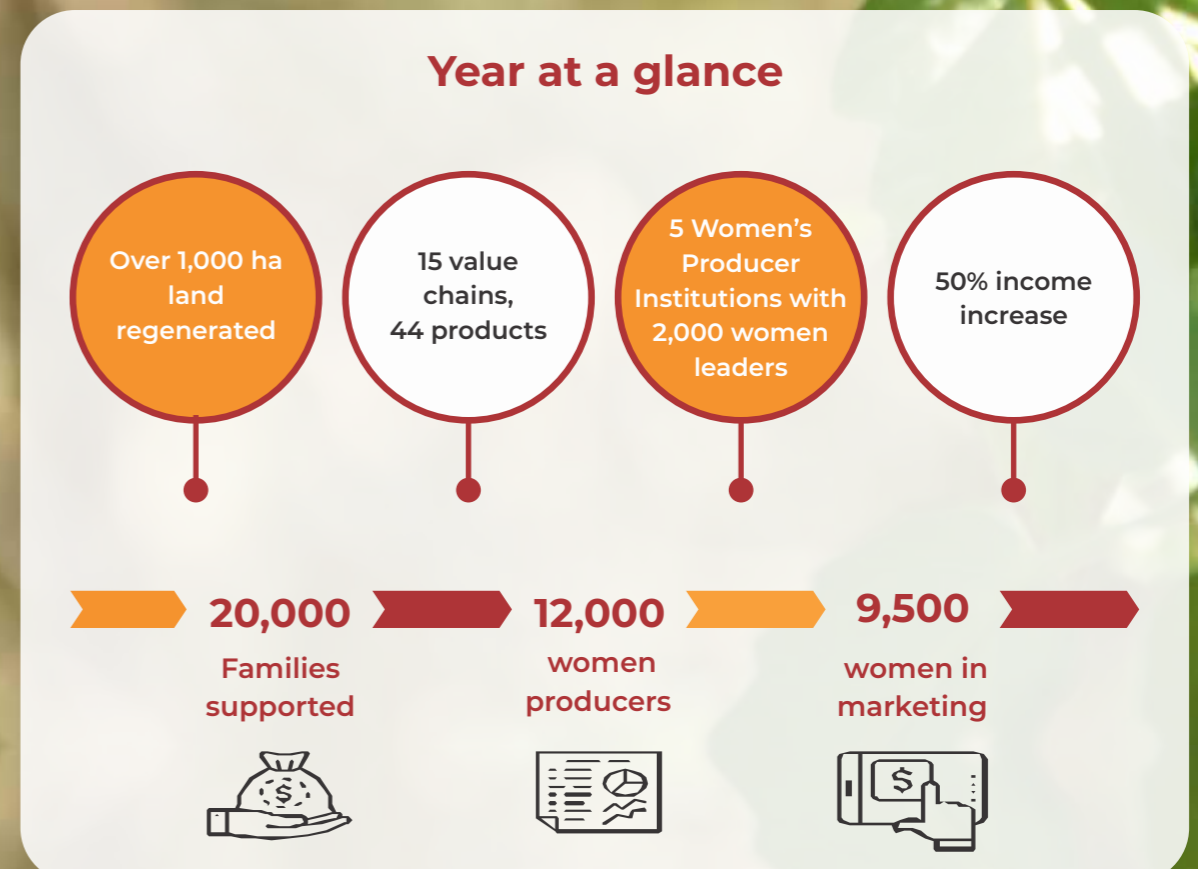 Year at a glance
Over 1,000 ha
land
regenerated
15 value
chains,
44 products
5 Women's
Producer
Institutions with
2,000 women
leaders
50% income
increase
20,000
Families
supported
12,000
women
producers
9,500
women in
marketing
$
$